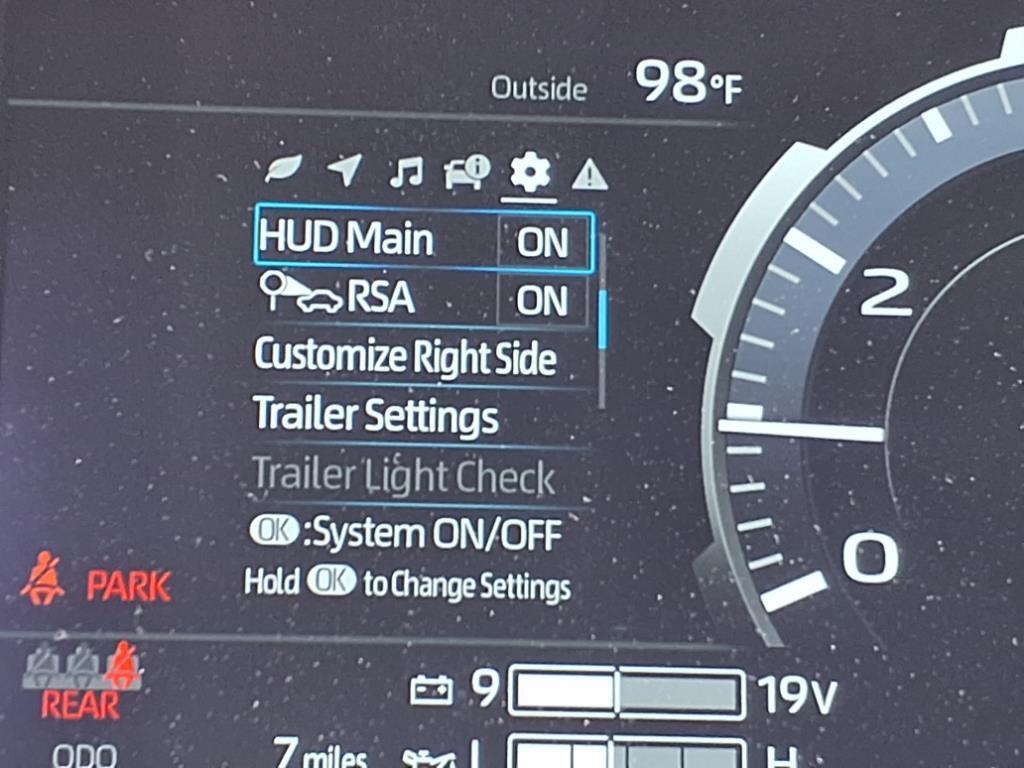 Outside 98°F
HUD Main ON
RSA ON
Customize Right Side
Trailer Settings
Trailer Light Check
OK:System ON/OFF
Hold OK to Change Settings
2
0
PARK
REAR
9 19V
ODO 7 miles L H